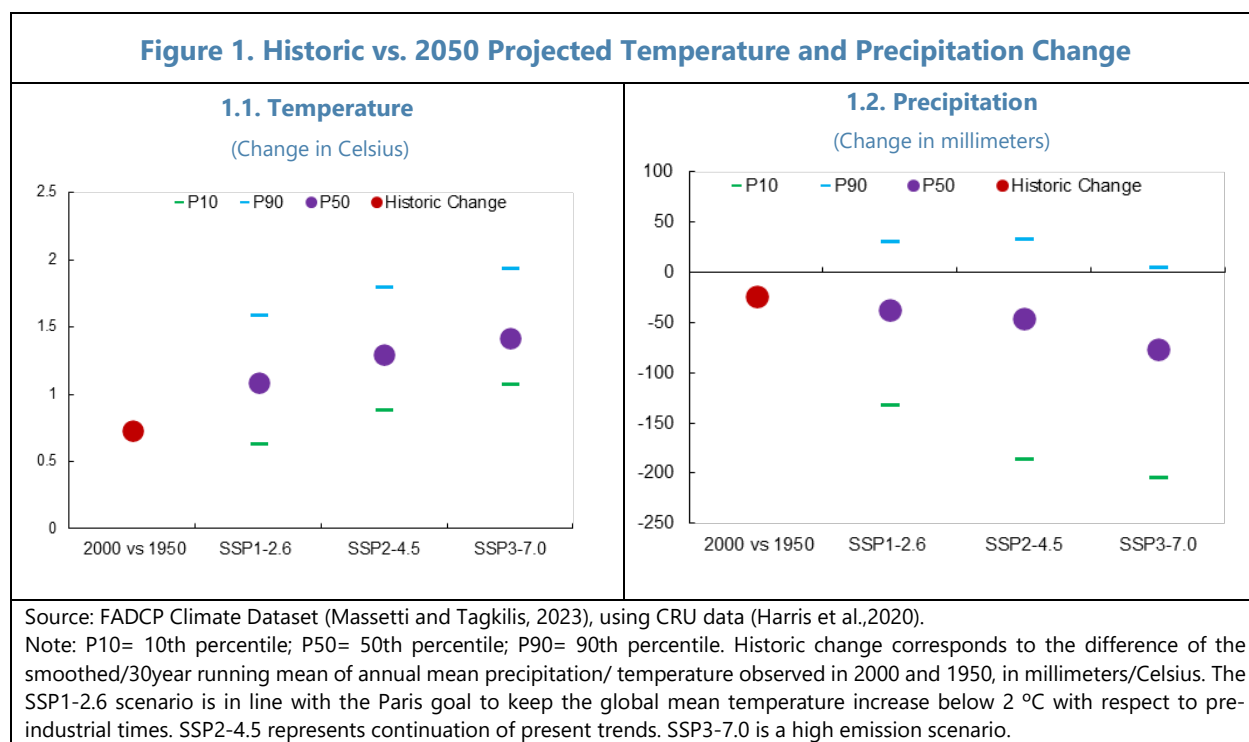 Figure 1. Historic vs. 2050 Projected Temperature and Precipitation Change
1.1. Temperature
(Change in Celsius)
2.5
P10 P90 P50 Historic Change
2
1.5
1
0.5
0
2000 vs 1950 SSP1-2.6 SSP2-4.5 SSP3-7.0
1.2. Precipitation
(Change in millimeters)
100
P10 P90 P50 Historic Change
50
0
-50
-100
-150
-200
-250
2000 vs 1950 SSP1-2.6 SSP2-4.5 SSP3-7.0
Source: FADCP Climate Dataset (Massetti and Tagkilis, 2023), using CRU data (Harris et al.,2020).
Note: P10= 10th percentile; P50= 50th percentile; P90= 90th percentile. Historic change corresponds to the difference of the
smoothed/30year running mean of annual mean precipitation/ temperature observed in 2000 and 1950, in millimeters/Celsius. The
SSP1-2.6 scenario is in line with the Paris goal to keep the global mean temperature increase below 2 ºC with respect to pre-
industrial times. SSP2-4.5 represents continuation of present trends. SSP3-7.0 is a high emission scenario.